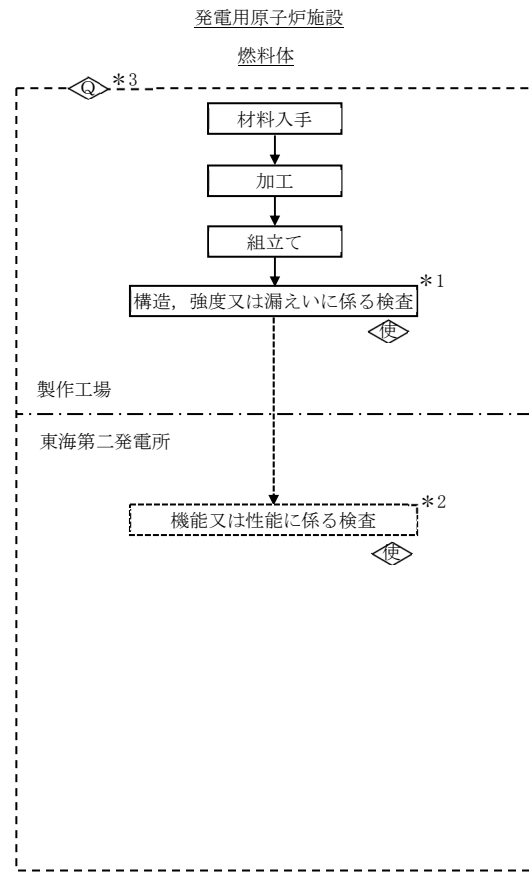 発電用原子炉施設
燃料体
Q *3
材料入手
加工
組立て
構造，強度又は漏えいに係る検査 *1
使
製作工場
東海第二発電所
機能又は性能に係る検査 *2
使